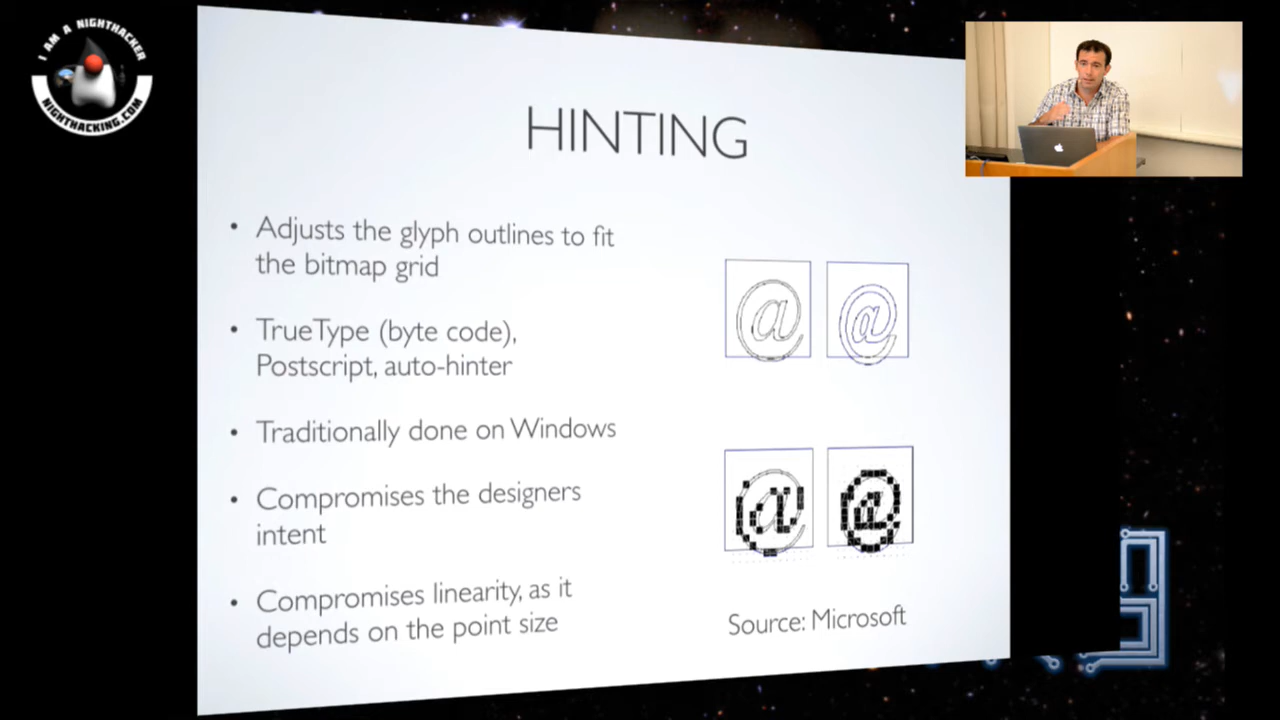 I AM A NIGHTHACKER
NIGHTHACKING.COM
HINTING
• Adjusts the glyph outlines to fit
the bitmap grid
• TrueType (byte code),
Postscript, auto-hinter
• Traditionally done on Windows
• Compromises the designers
intent
• Compromises linearity, as it
depends on the point size
@ @
@ @
Source: Microsoft